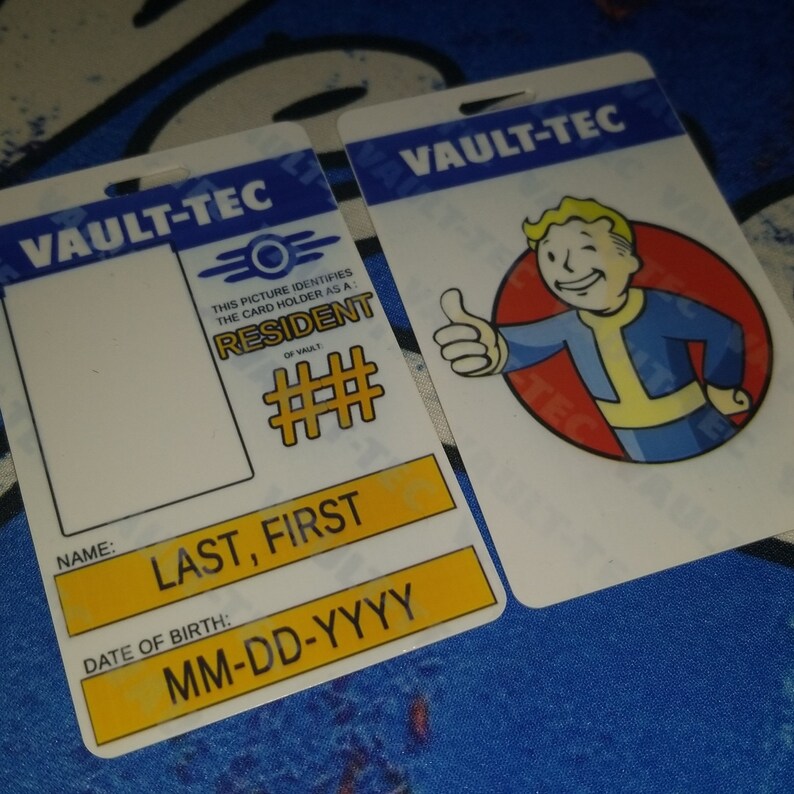 VAULT-TEC
THIS PICTURE IDENTIFIES
THE CARD HOLDER AS A :
RESIDENT
OF VAULT:
##
NAME:
LAST, FIRST
DATE OF BIRTH:
MM-DD-YYYY
VAULT-TEC